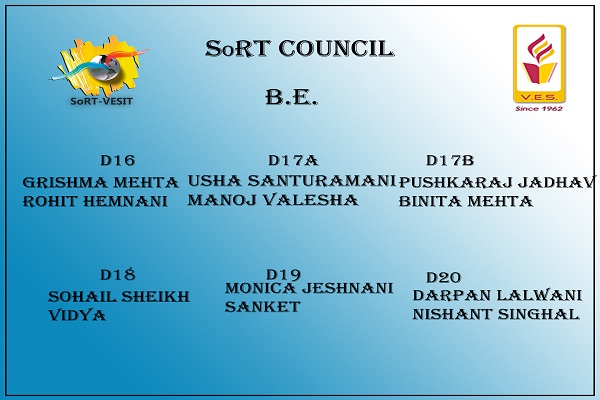 SoRT COUNCIL
SoRT-VESIT
V.E.S.
Since 1962
B.E.
D16
GRISHMA MEHTA
ROHIT HEMNANI
D17A
USHA SANTURAMANI
MANOJ VALESHA
D17B
PUSHKARAJ JADHAV
BINITA MEHTA
D18
SOHAIL SHEIKH
VIDYA
D19
MONICA JESHNANI
SANKET
D20
DARPAN LALWANI
NISHANT SINGHAL